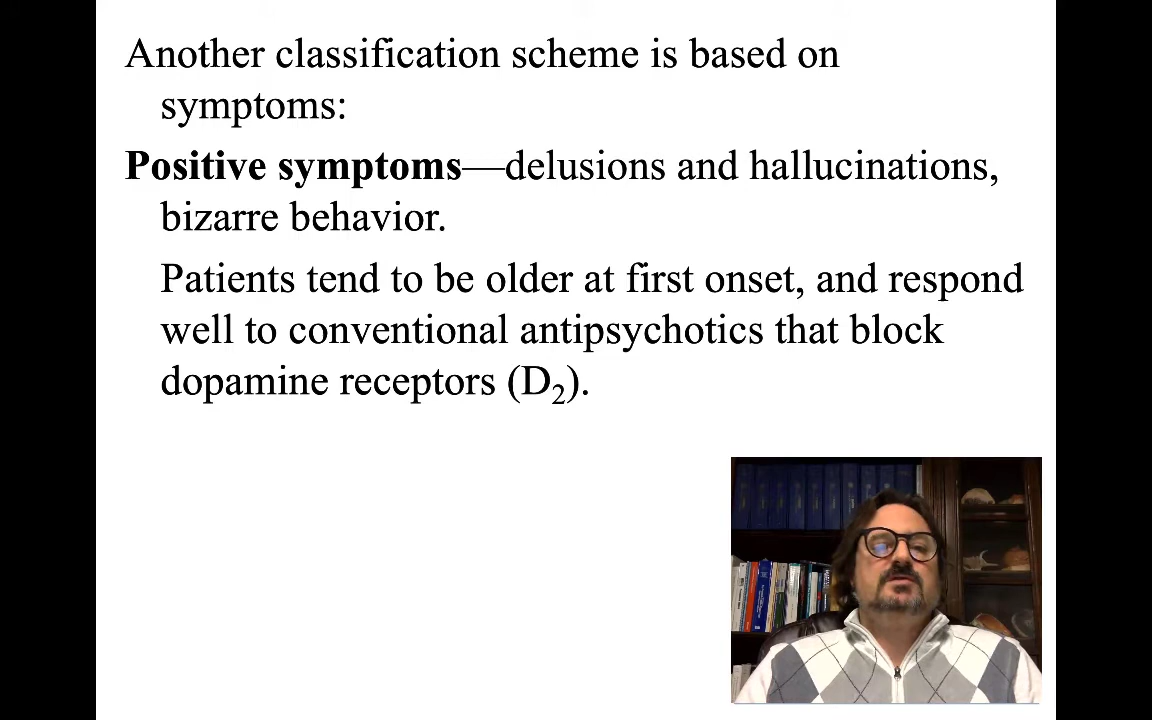 Another classification scheme is based on
symptoms:
Positive symptoms—delusions and hallucinations,
bizarre behavior.
Patients tend to be older at first onset, and respond
well to conventional antipsychotics that block
dopamine receptors (D₂).